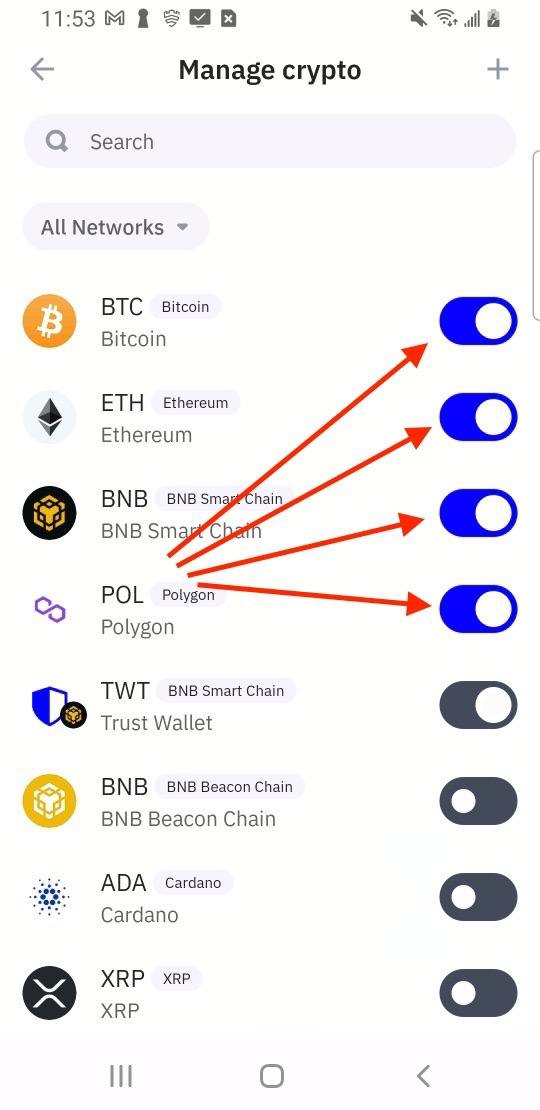 11:53
Manage crypto
Search
All Networks
BTC Bitcoin
Bitcoin
ETH Ethereum
Ethereum
BNB BNB Smart Chain
BNB Smart Chain
POL Polygon
Polygon
TWT BNB Smart Chain
Trust Wallet
BNB BNB Beacon Chain
BNB Beacon Chain
ADA Cardano
Cardano
XRP XRP
XRP